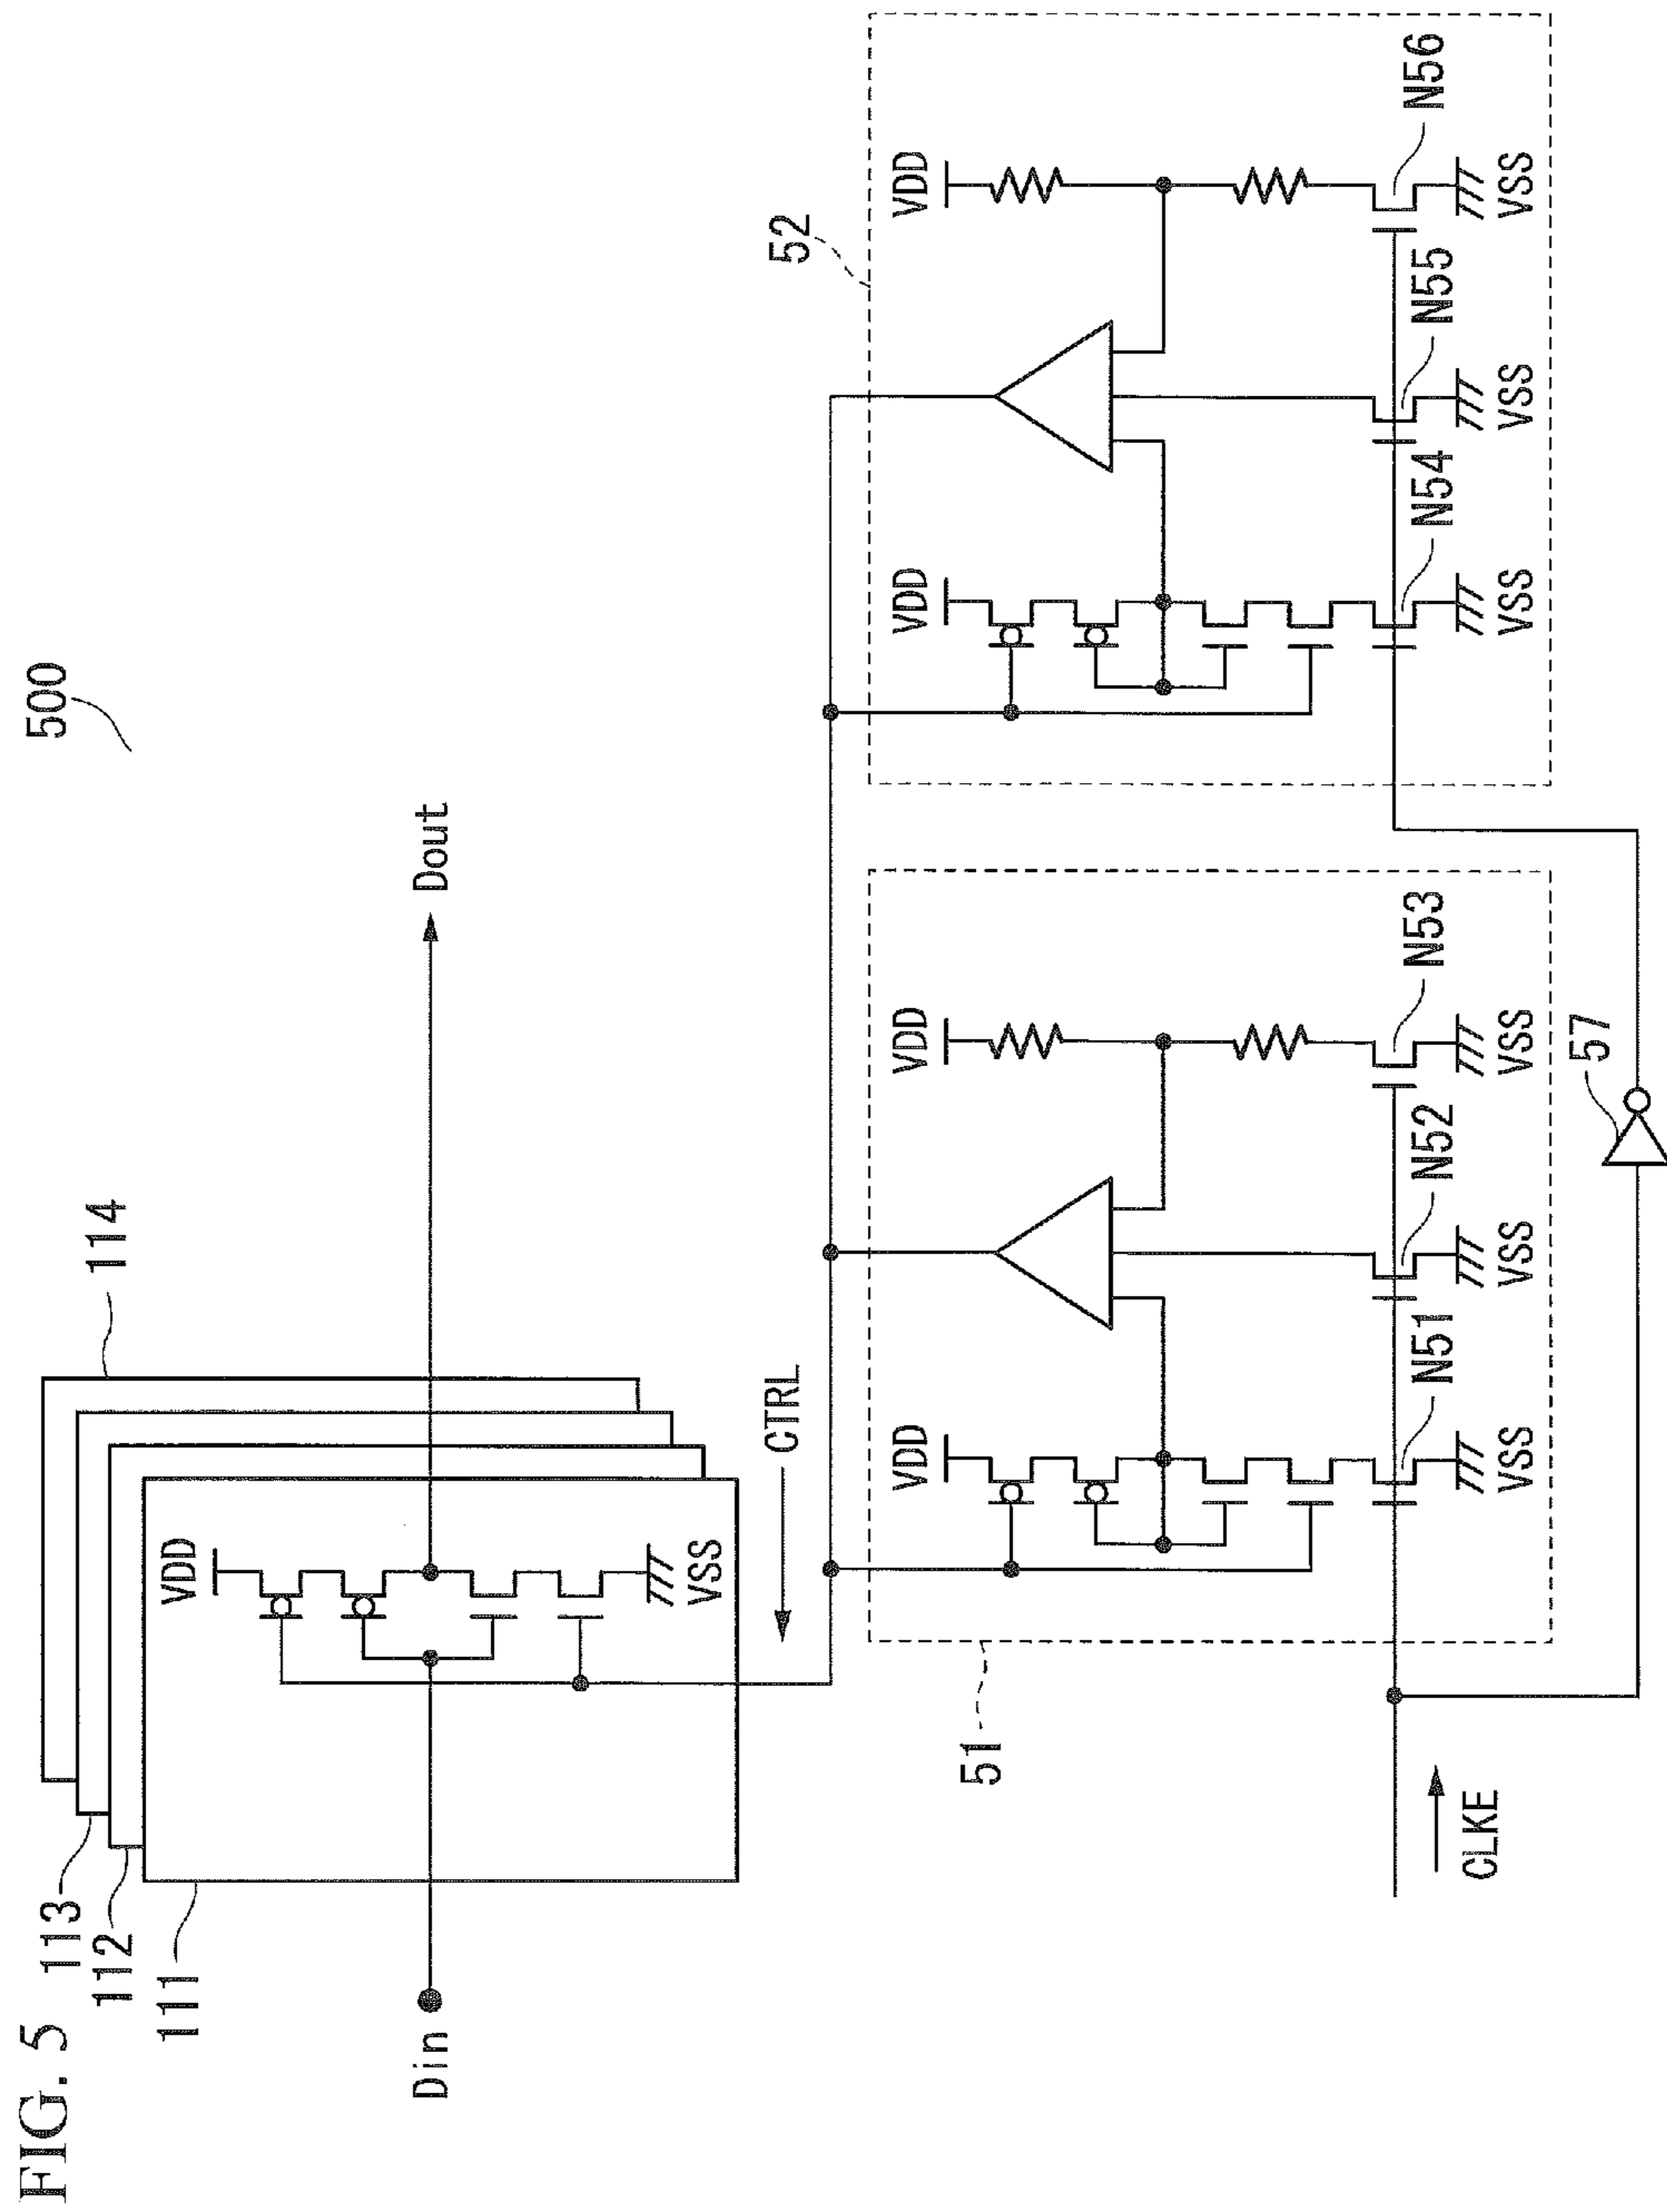 FIG. 5
500
111
112
113
114
VDD
VSS
Din
Dout
CTRL
51
VDD
VDD
N51
N52
N53
VSS
VSS
VSS
52
VDD
VDD
N54
N55
N56
VSS
VSS
VSS
CLKE
57